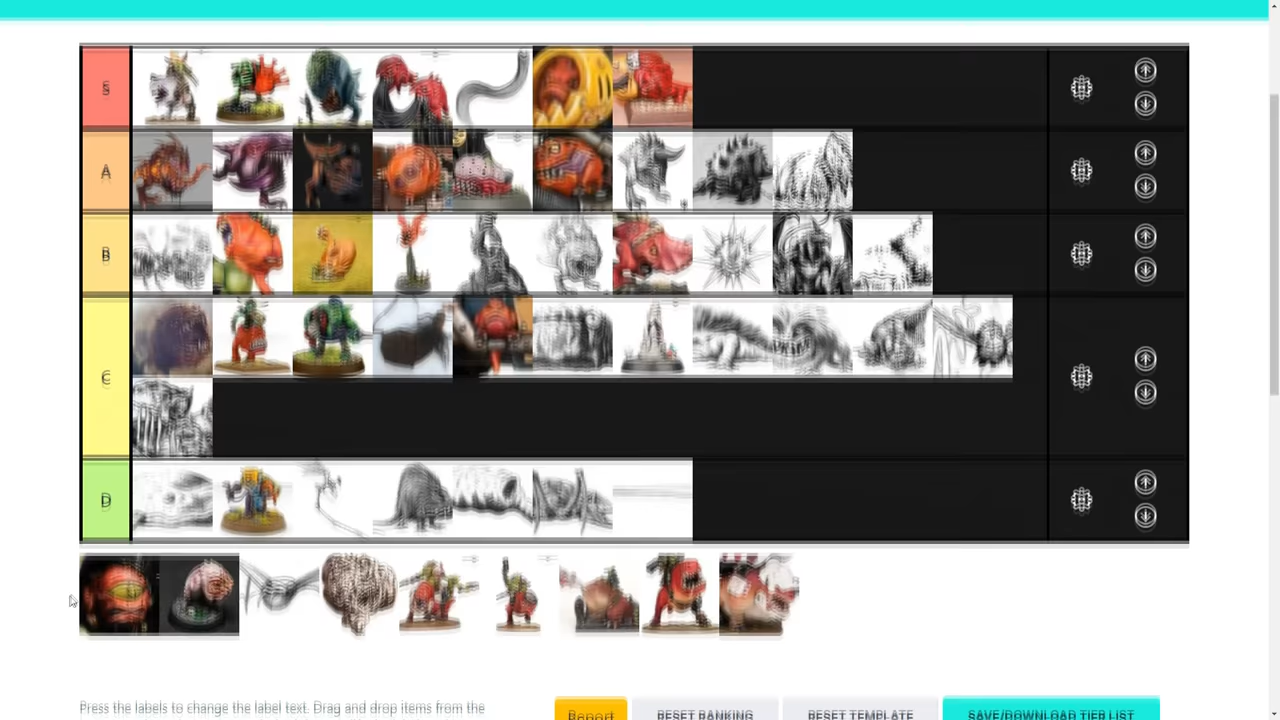 S
A
B
C
D
Press the labels to change the label text. Drag and drop items from the
Report
RESET RANKING
RESET TEMPLATE
SAVE/DOWNLOAD TIER LIST